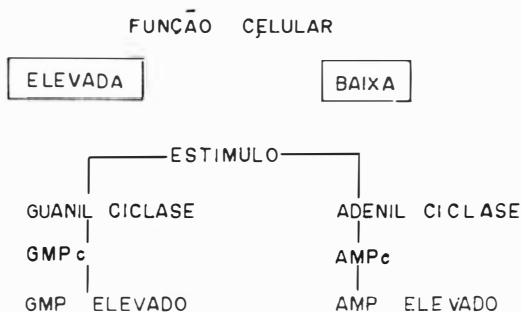 FUNÇÃO CELULAR
ELEVADA BAIXA
ESTIMULO
GUANIL CICLASE ADENIL CICLASE
GMPc AMPc
GMP ELEVADO AMP ELEVADO